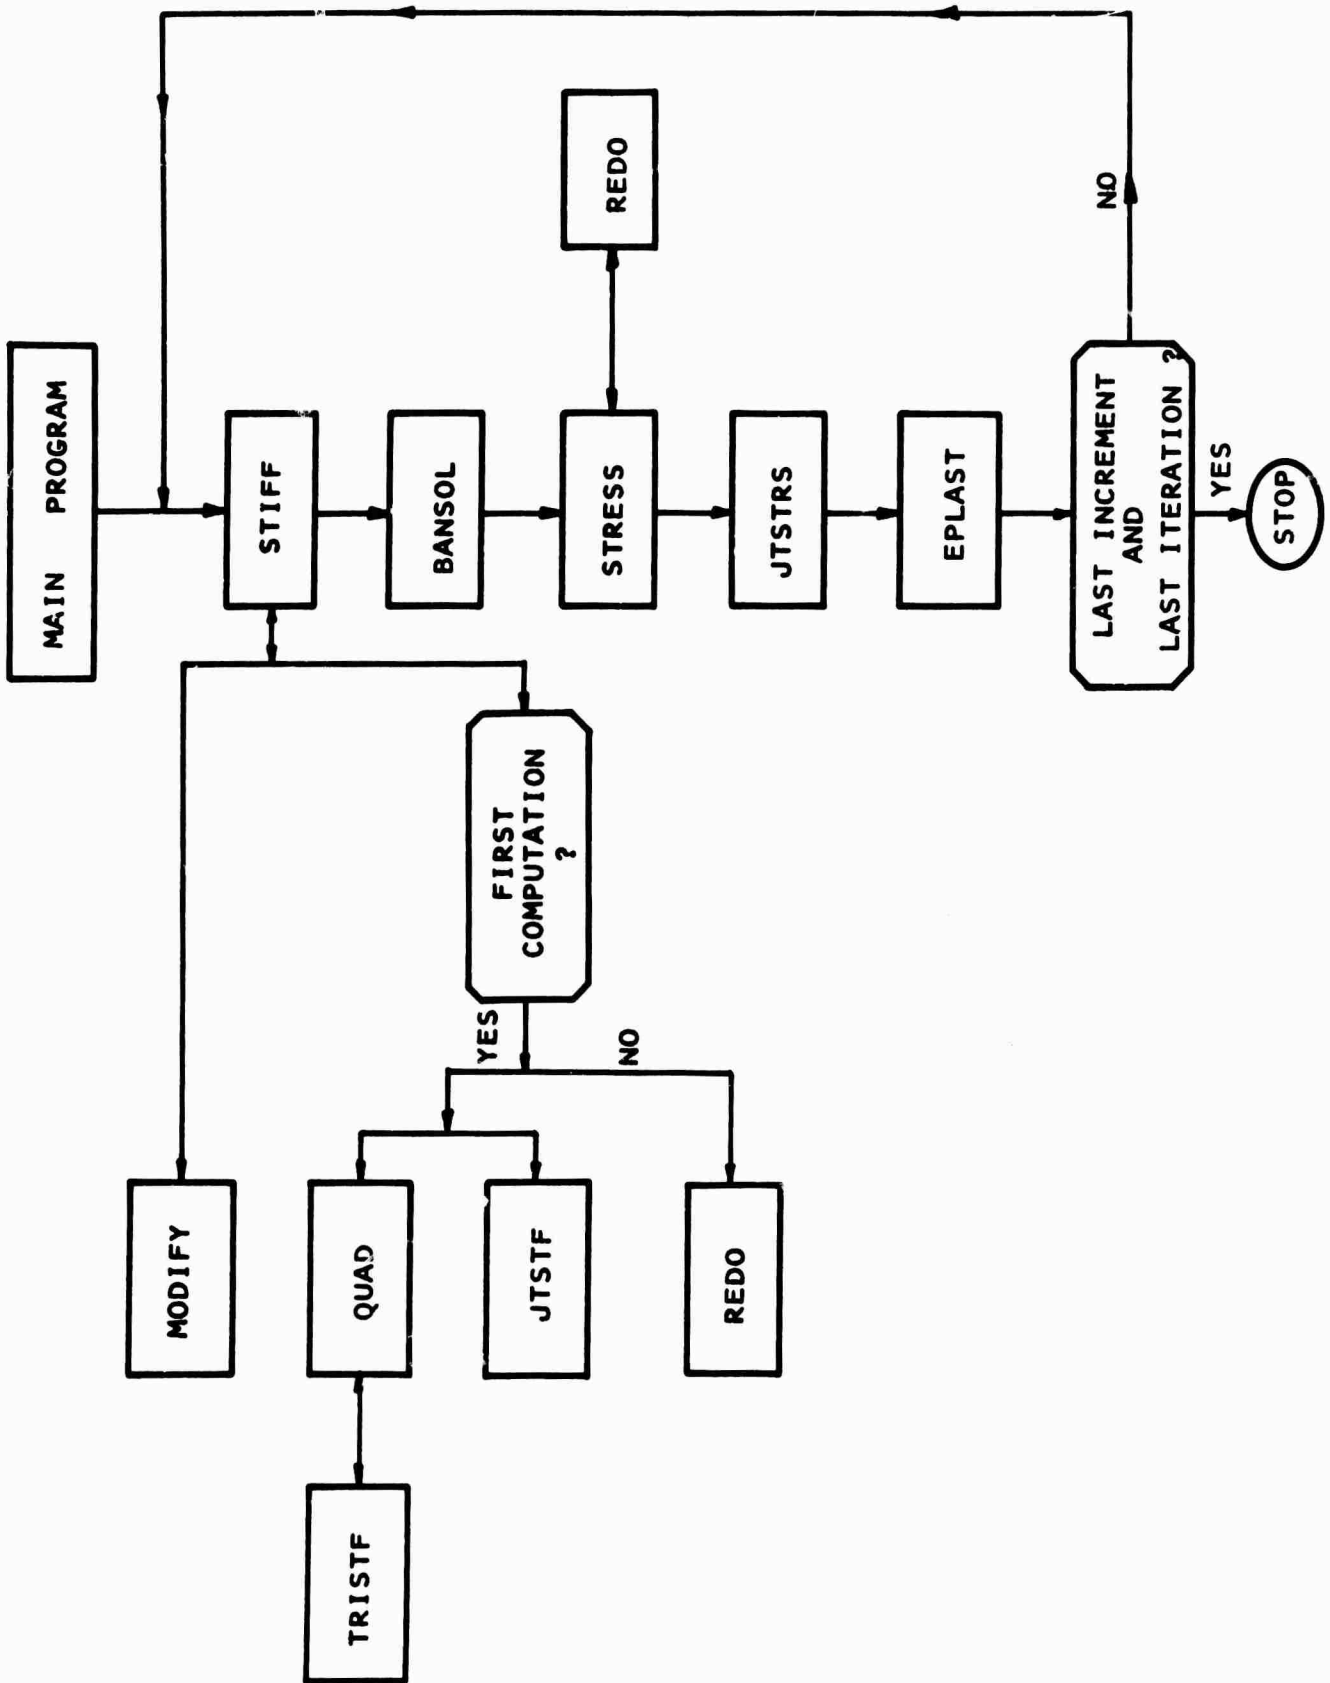 MAIN PROGRAM
STIFF
BANSOL
STRESS
REDO
JTSTRS
EPLAST
LAST INCREMENT
AND
LAST ITERATION ?
NO
YES
STOP
FIRST
COMPUTATION
?
YES
NO
MODIFY
QUAD
JTSTF
REDO
TRISTF